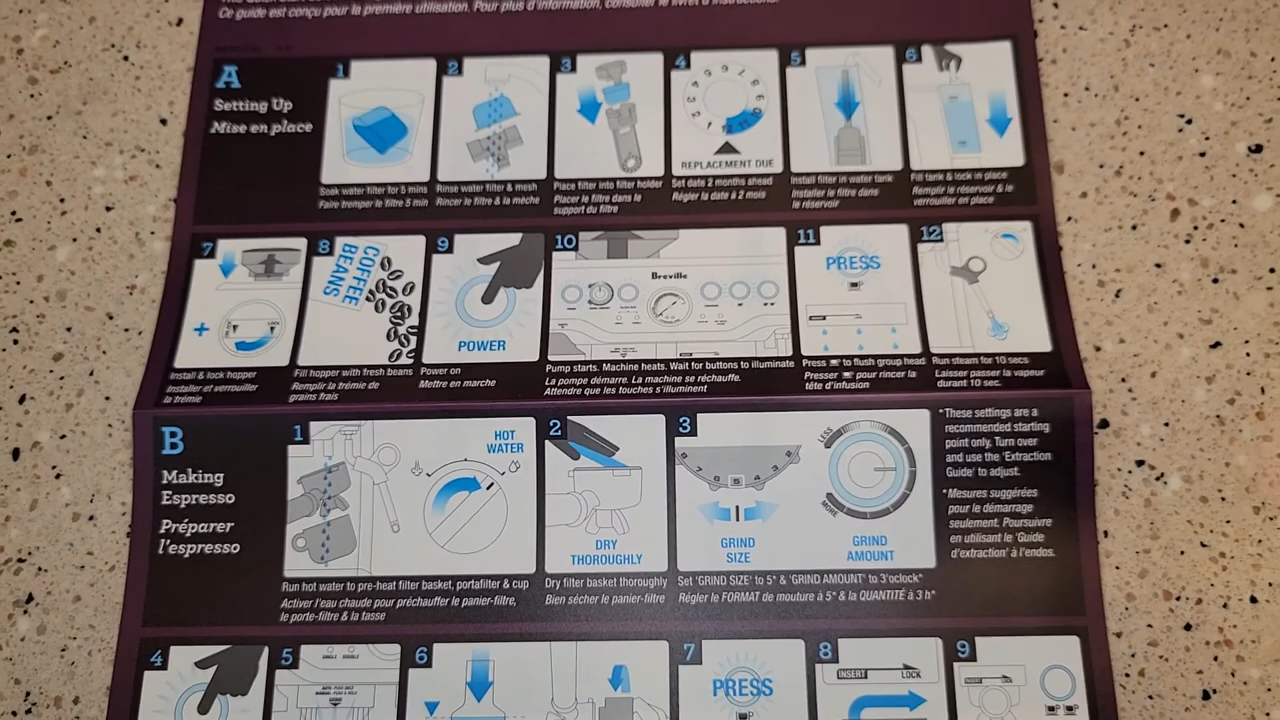 Ce guide est conçu pour la première utilisation. Pour plus d'information, consulter le livret d'instructions.
A
Setting Up
Mise en place
1
Soak water filter for 5 mins
Faire tremper le filtre 5 min
2
Rinse water filter & mesh
Rincer le filtre & la mèche
3
Place filter into filter holder
Placer le filtre dans le
support du filtre
4
REPLACEMENT DUE
Set date 2 months ahead
Régler la date à 2 mois
5
Install filter in water tank
Installer le filtre dans
le réservoir
6
Fill tank & lock in place
Remplir le réservoir & le
verrouiller en place
7
+
LOCK
Install & lock hopper
Installer et verrouiller
la trémie
8
COFFEE
BEANS
Fill hopper with fresh beans
Remplir la trémie de
grains frais
9
POWER
Power on
Mettre en marche
10
Breville
Pump starts. Machine heats. Wait for buttons to illuminate
La pompe démarre. La machine se réchauffe.
Attendre que les touches s'illuminent
11
PRESS
Press to flush group head
Presser pour rincer la
tête d'infusion
12
Run steam for 10 secs
Laisser passer la vapeur
durant 10 sec.
B
Making
Espresso
Préparer
l'espresso
1
HOT
WATER
Run hot water to pre-heat filter basket, portafilter & cup
Activer l'eau chaude pour préchauffer le panier-filtre,
le porte-filtre & la tasse
2
DRY
THOROUGHLY
Dry filter basket thoroughly
Bien sécher le panier-filtre
3
8 7 6 5 4 3 2
GRIND
SIZE
LESS
MORE
GRIND
AMOUNT
Set 'GRIND SIZE' to 5* & 'GRIND AMOUNT' to 3'oclock*
Régler le FORMAT de mouture à 5* & la QUANTITÉ à 3 h*
*These settings are a
recommended starting
point only. Turn over
and use the 'Extraction
Guide' to adjust.
*Mesures suggérées
pour le démarrage
seulement. Poursuivre
en utilisant le 'Guide
d'extraction' à l'endos.
4
5
SINGLE DOUBLE
6
7
PRESS
8
INSERT LOCK
9
INSERT LOCK